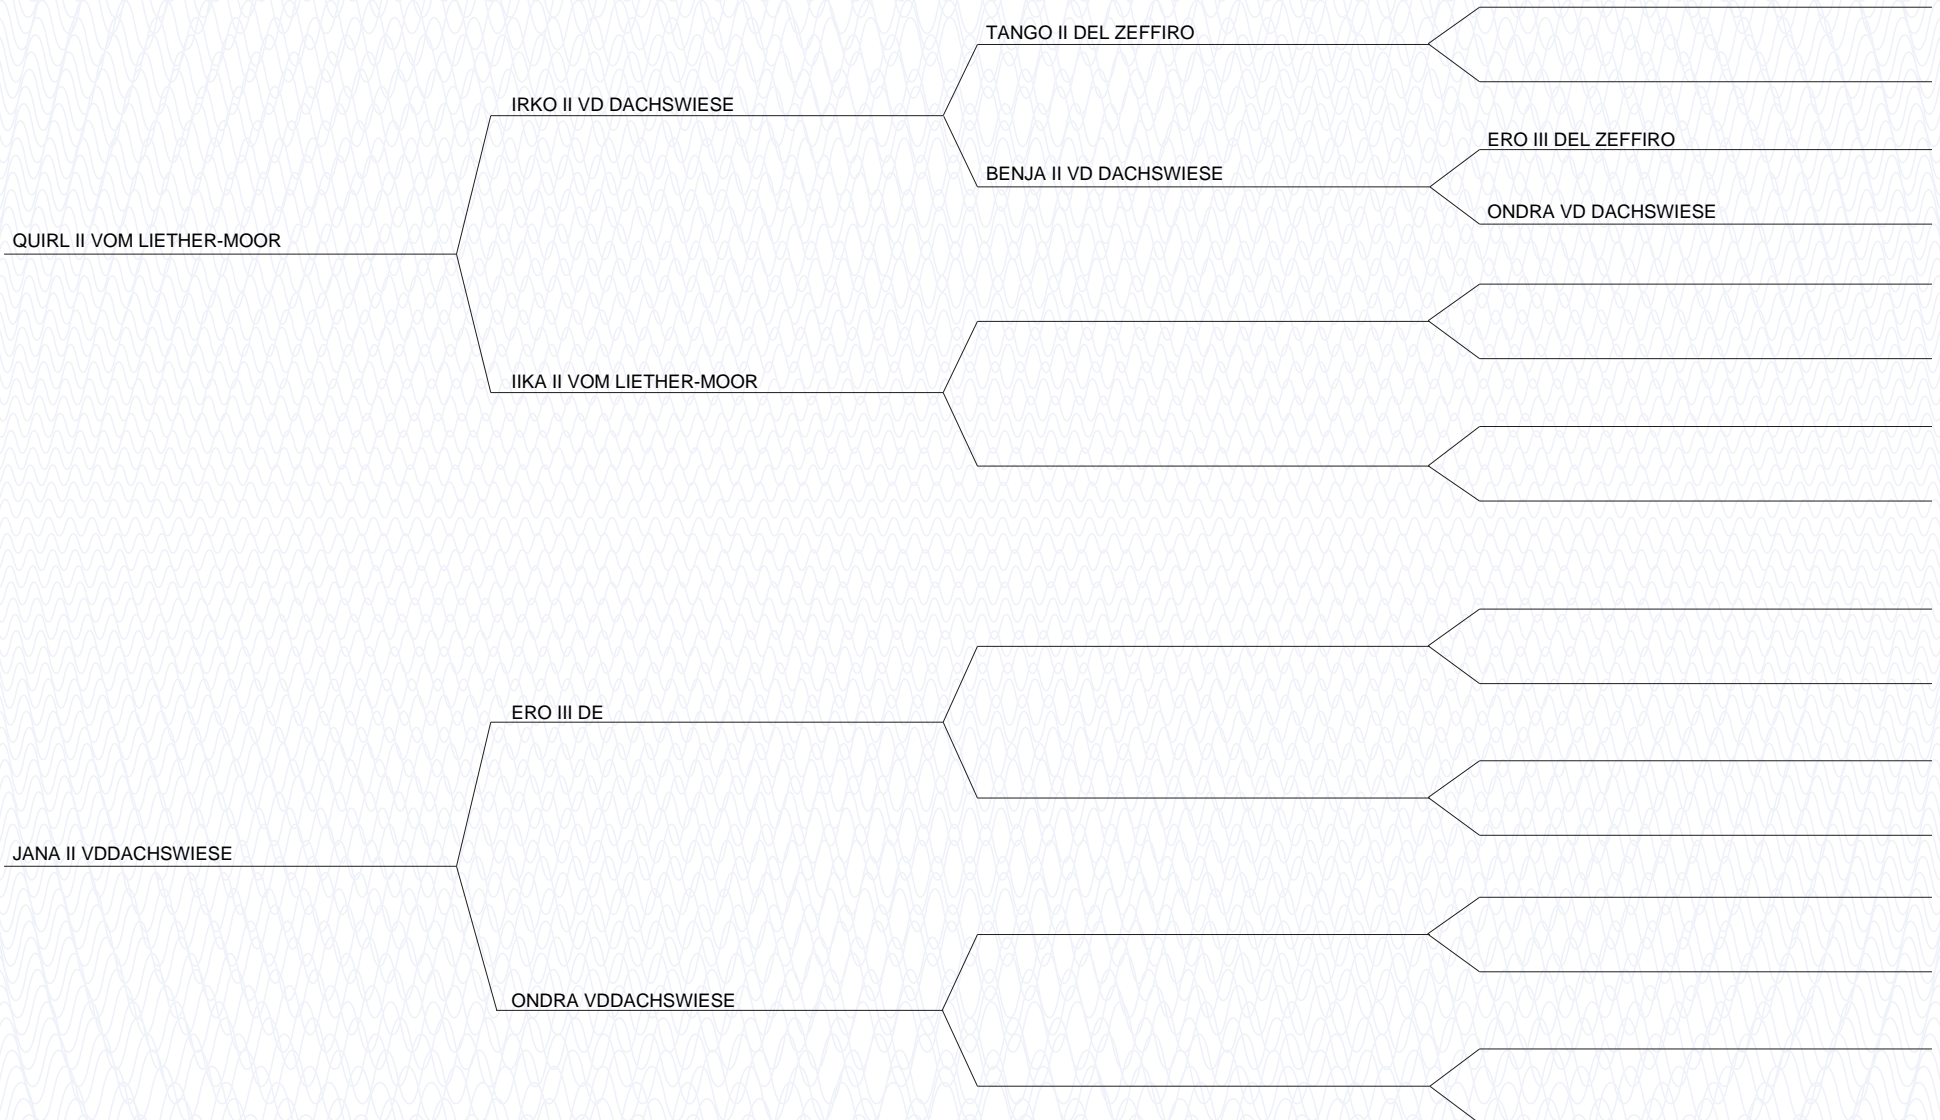 TANGO II DEL ZEFFIRO
IRKO II VD DACHSWIESE
ERO III DEL ZEFFIRO
BENJA II VD DACHSWIESE
ONDRA VD DACHSWIESE
QUIRL II VOM LIETHER-MOOR
IIKA II VOM LIETHER-MOOR
ERO III DE
JANA II VDDACHSWIESE
ONDRA VDDACHSWIESE